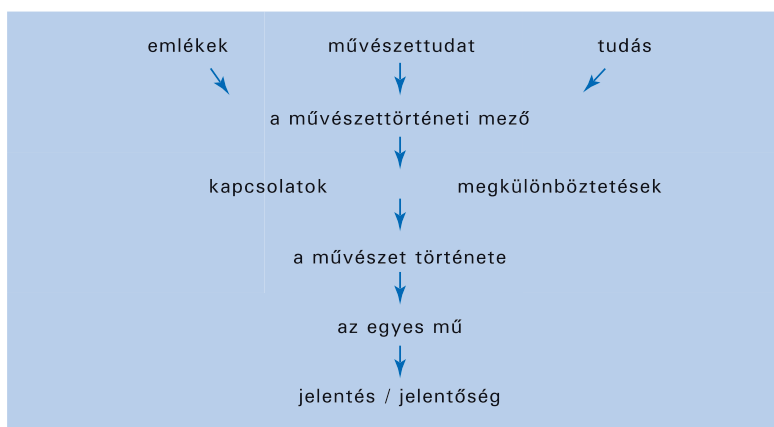 emlékek művészettudat tudás
a művészettörténeti mező
kapcsolatok megkülönböztetések
a művészet története
az egyes mű
jelentés / jelentőség